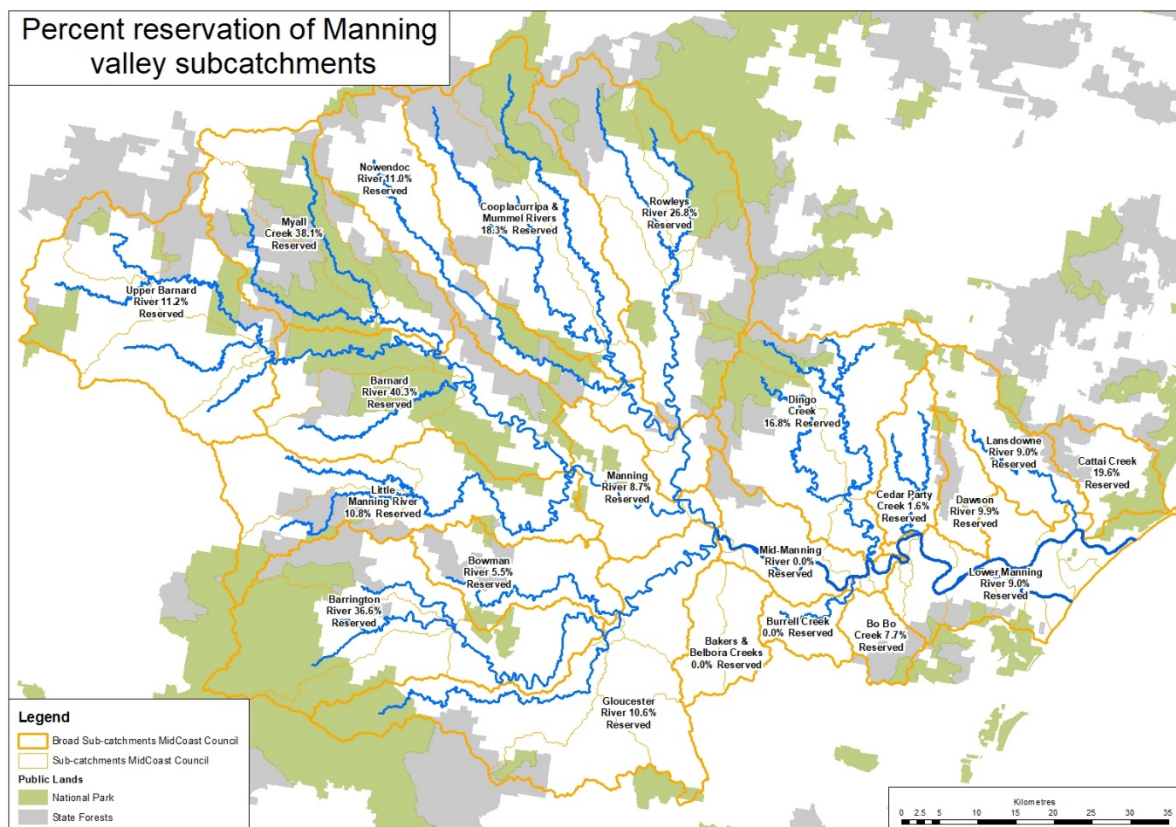 Percent reservation of Manning
valley subcatchments
Nowendoc
River 11.0%
Reserved
Cooplacurripa &
Mummel Rivers
18.3% Reserved
Rowleys
River 26.8%
Reserved
Myall
Creek 38.1%
Reserved
Upper Barnard
River 11.2%
Reserved
Barnard
River 40.3%
Reserved
Dingo
Creek
16.8% Reserved
Lansdowne
River 9.0%
Reserved
Cattai Creek
19.6%
Reserved
Manning
River 8.7%
Reserved
Little
Manning River
10.8% Reserved
Cedar Party
Creek 1.6%
Reserved
Dawson
River 9.9%
Reserved
Mid-Manning
River 0.0%
Reserved
Bowman
River 5.5%
Reserved
Lower Manning
River 9.0%
Reserved
Barrington
River 36.6%
Reserved
Burrell Creek
0.0% Reserved
Bo Bo
Creek 7.7%
Reserved
Bakers &
Belbora Creeks
0.0% Reserved
Gloucester
River 10.6%
Reserved
Legend
Broad Sub-catchments MidCoast Council
Sub-catchments MidCoast Council
Public Lands
National Park
State Forests
Kilometres
0 2.5 5 10 15 20 25 30 35